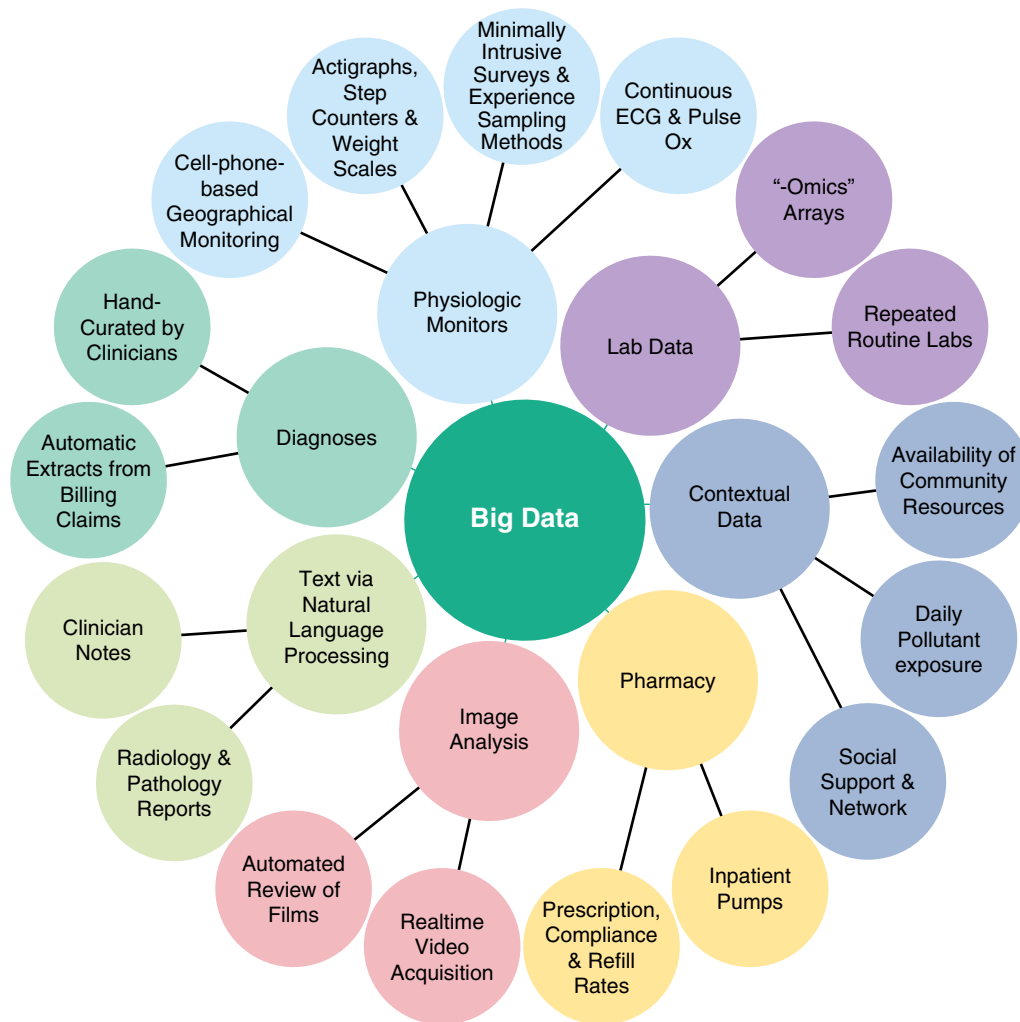 Big Data
Physiologic
Monitors
Cell-phone-
based
Geographical
Monitoring
Actigraphs,
Step
Counters &
Weight
Scales
Minimally
Intrusive
Surveys &
Experience
Sampling
Methods
Continuous
ECG & Pulse
Ox
Lab Data
“-Omics”
Arrays
Repeated
Routine Labs
Contextual
Data
Availability of
Community
Resources
Daily
Pollutant
exposure
Social
Support &
Network
Pharmacy
Inpatient
Pumps
Prescription,
Compliance
& Refill
Rates
Image
Analysis
Realtime
Video
Acquisition
Automated
Review of
Films
Text via
Natural
Language
Processing
Radiology &
Pathology
Reports
Clinician
Notes
Diagnoses
Automatic
Extracts from
Billing
Claims
Hand-
Curated by
Clinicians